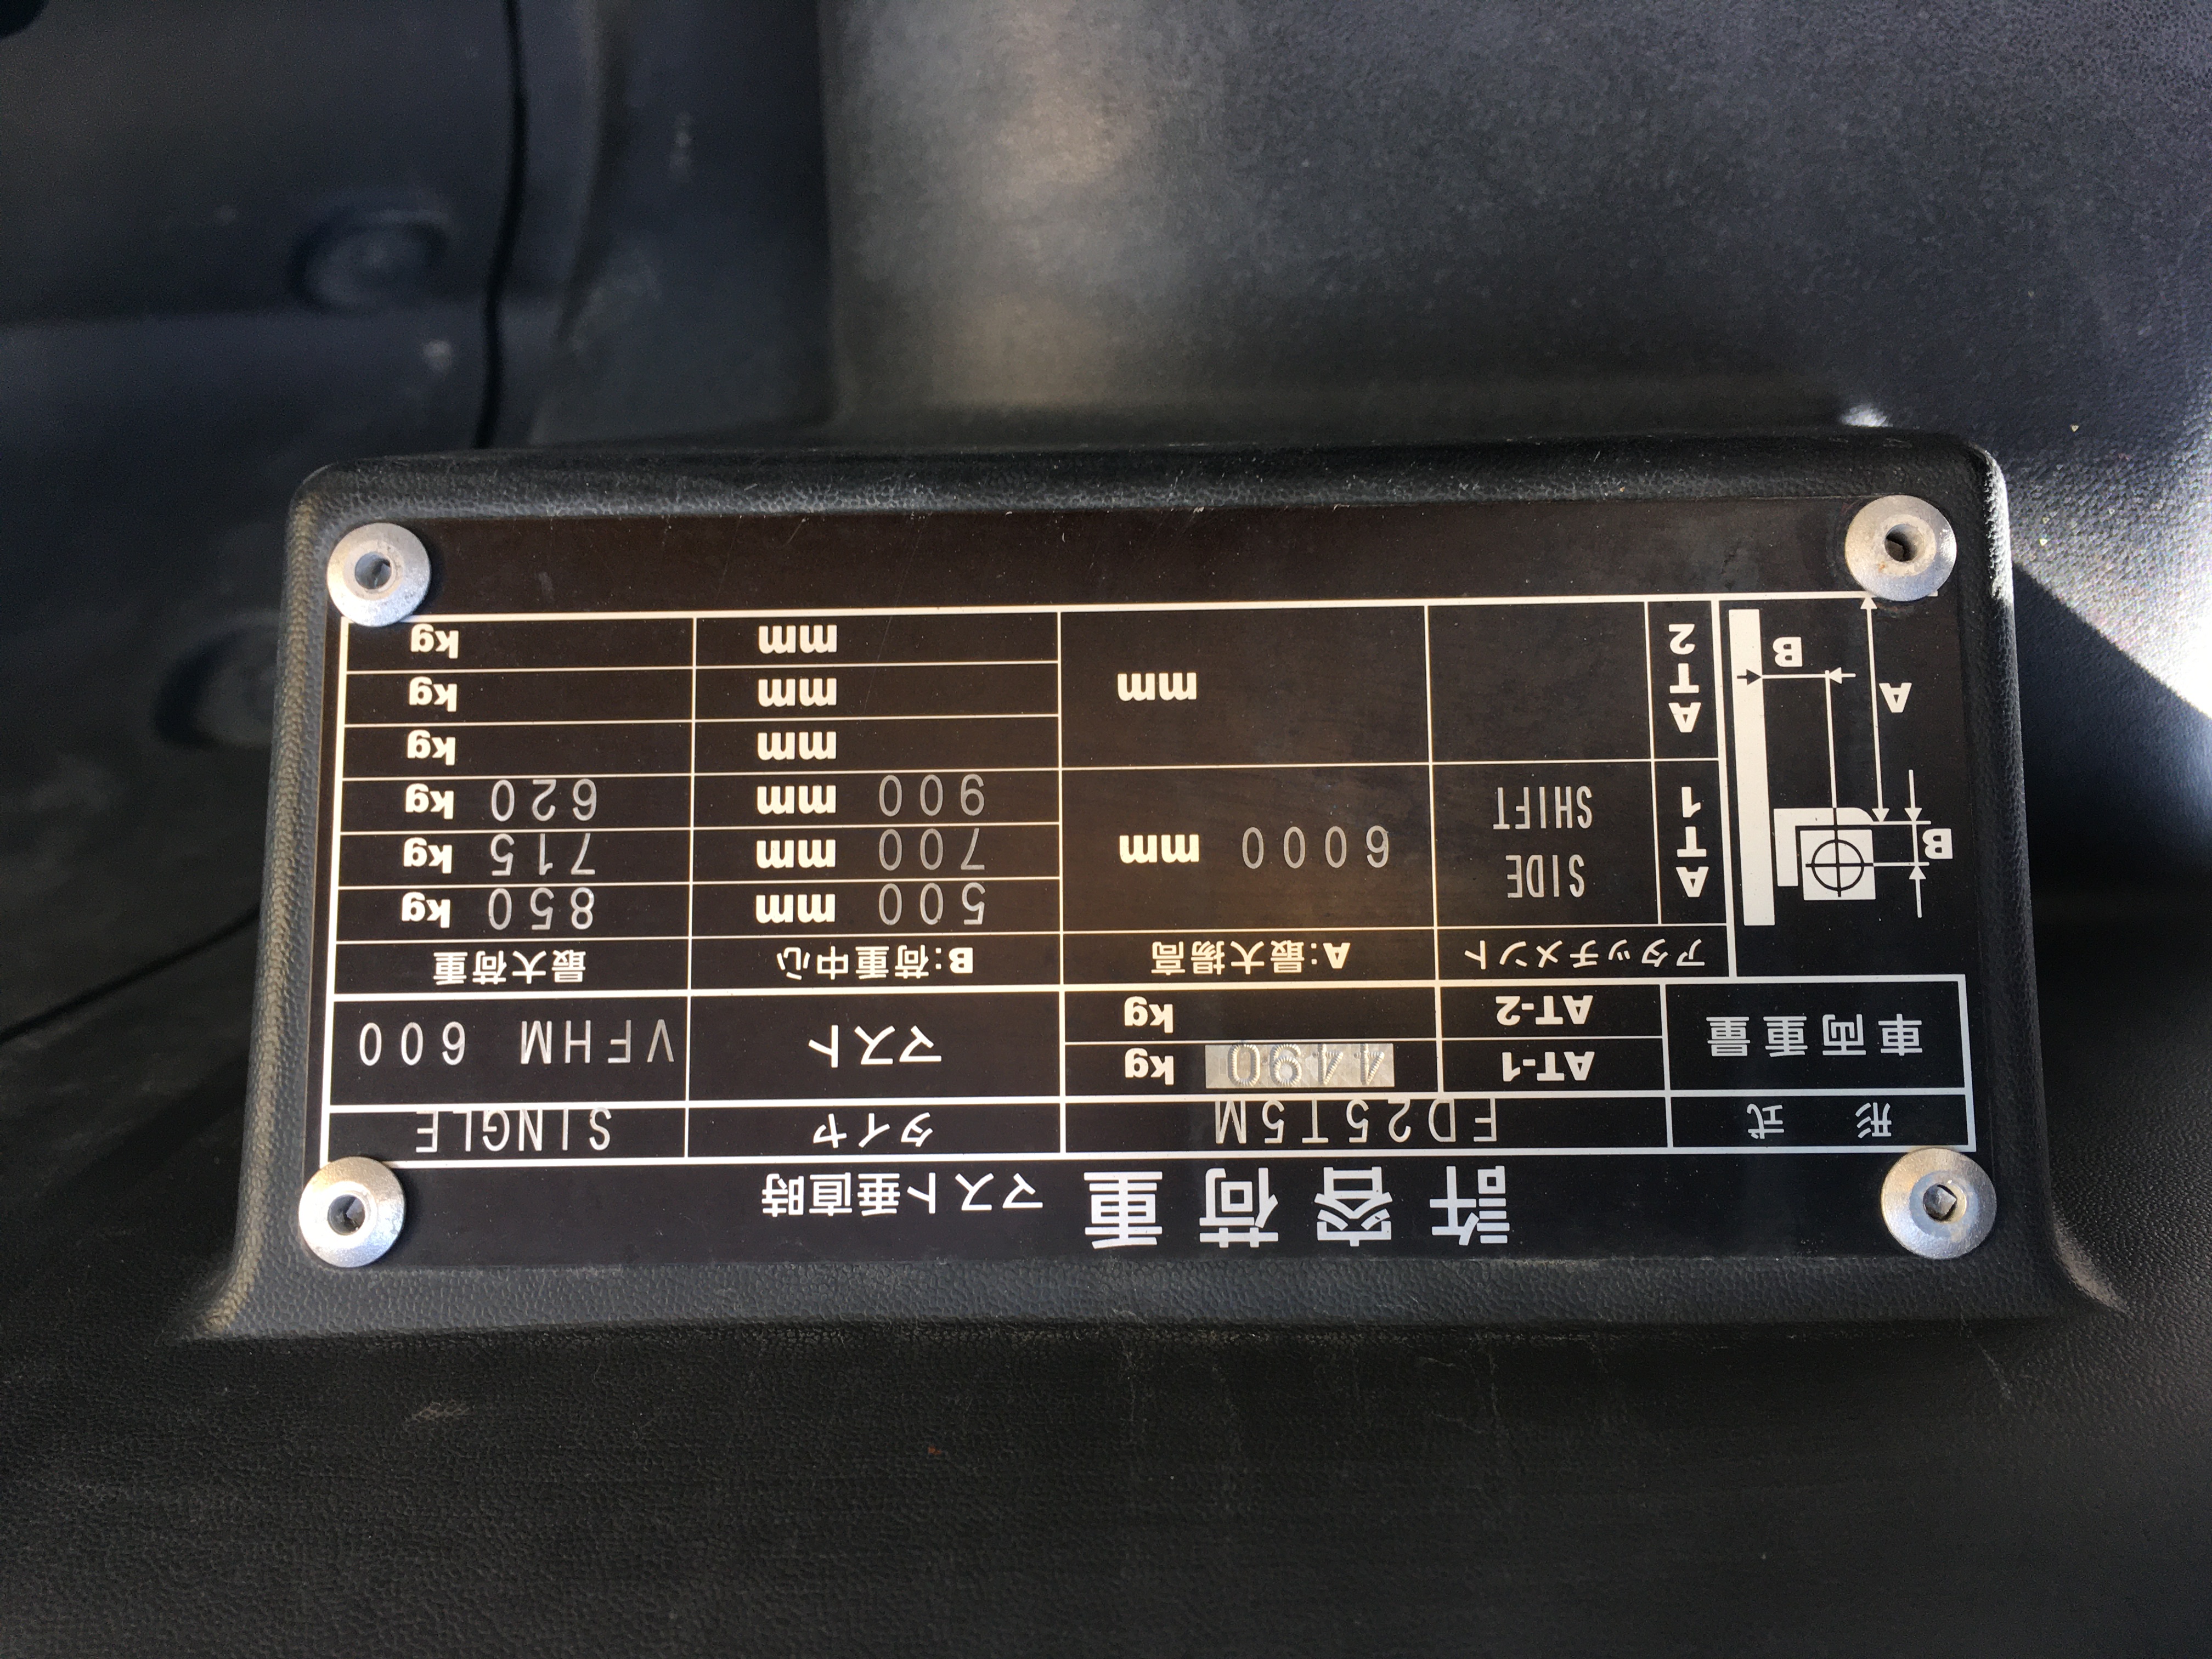 許容荷重 マスト垂直時
形式 FD25T5M タイヤ SINGLE
車両重量 AT-1 4490 kg マスト VFHM 600
AT-2 kg
アタッチメント A:最大揚高 B:荷重中心 最大荷重
B A B
AT1 SIDE SHIFT 6000 mm 500 mm 850 kg
700 mm 715 kg
900 mm 620 kg
AT2 mm mm kg
mm kg
mm kg